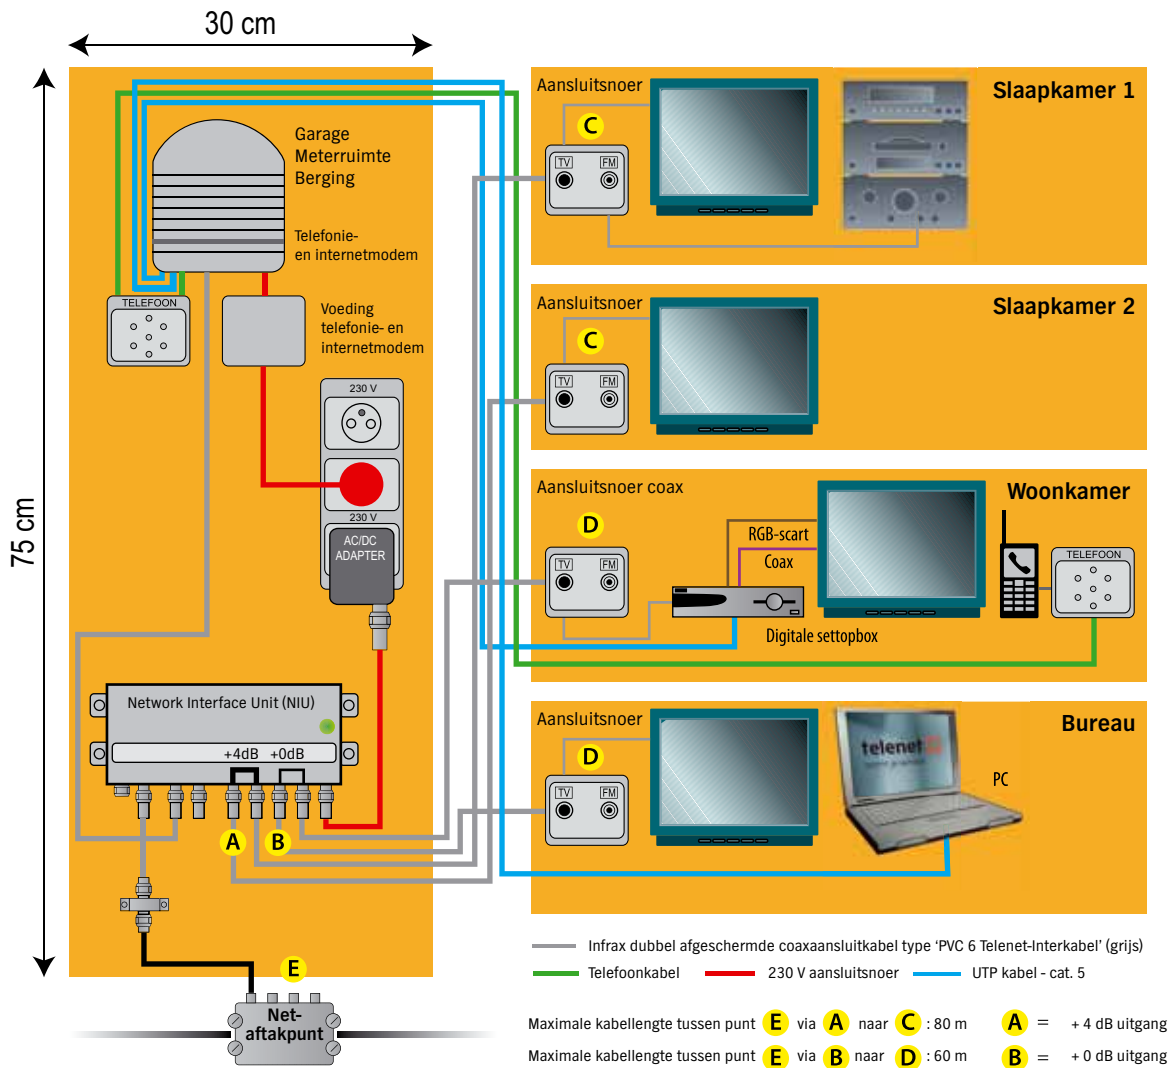 30 cm
75 cm
Garage
Meterruimte
Berging
Telefonie-
en internetmodem
TELEFOON
Voeding
telefonie- en
internetmodem
230 V
230 V
AC/DC
ADAPTER
Network Interface Unit (NIU)
+4dB +0dB
A
B
E
Net-
aftakpunt
Aansluitsnoer
Slaapkamer 1
C
TV
FM
Aansluitsnoer
Slaapkamer 2
C
TV
FM
Aansluitsnoer coax
Woonkamer
D
TV
FM
RGB-scart
Coax
TELEFOON
Digitale settopbox
Aansluitsnoer
Bureau
D
TV
FM
telenet
PC
Infrax dubbel afgeschermde coaxaansluitkabel type ‘PVC 6 Telenet-Interkabel’ (grijs)
Telefoonkabel
230 V aansluitsnoer
UTP kabel - cat. 5
Maximale kabellengte tussen punt E via A naar C : 80 m
A = + 4 dB uitgang
Maximale kabellengte tussen punt E via B naar D : 60 m
B = + 0 dB uitgang